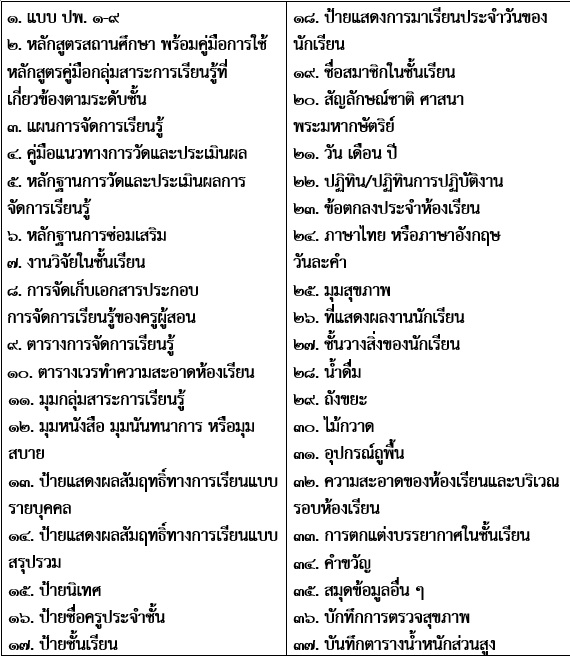 ๑. แบบ ปพ. ๑-๙
๒. หลักสูตรสถานศึกษา พร้อมคู่มือการใช้
หลักสูตรคู่มือกลุ่มสาระการเรียนรู้ที่
เกี่ยวข้องตามระดับชั้น
๓. แผนการจัดการเรียนรู้
๔. คู่มือแนวทางการวัดและประเมินผล
๕. หลักฐานการวัดและประเมินผลการ
จัดการเรียนรู้
๖. หลักฐานการซ่อมเสริม
๗. งานวิจัยในชั้นเรียน
๘. การจัดเก็บเอกสารประกอบ
การจัดการเรียนรู้ของครูผู้สอน
๙. ตารางการจัดการเรียนรู้
๑๐. ตารางเวรทำความสะอาดห้องเรียน
๑๑. มุมกลุ่มสาระการเรียนรู้
๑๒. มุมหนังสือ มุมนันทนาการ หรือมุม
สบาย
๑๓. ป้ายแสดงผลสัมฤทธิ์ทางการเรียนแบบ
รายบุคคล
๑๔. ป้ายแสดงผลสัมฤทธิ์ทางการเรียนแบบ
สรุปรวม
๑๕. ป้ายนิเทศ
๑๖. ป้ายชื่อครูประจำชั้น
๑๗. ป้ายชั้นเรียน
๑๘. ป้ายแสดงการมาเรียนประจำวันของ
นักเรียน
๑๙. ชื่อสมาชิกในชั้นเรียน
๒๐. สัญลักษณ์ชาติ ศาสนา
พระมหากษัตริย์
๒๑. วัน เดือน ปี
๒๒. ปฏิทิน/ปฏิทินการปฏิบัติงาน
๒๓. ข้อตกลงประจำห้องเรียน
๒๔. ภาษาไทย หรือภาษาอังกฤษ
วันละคำ
๒๕. มุมสุขภาพ
๒๖. ที่แสดงผลงานนักเรียน
๒๗. ชั้นวางสิ่งของนักเรียน
๒๘. น้ำดื่ม
๒๙. ถังขยะ
๓๐. ไม้กวาด
๓๑. อุปกรณ์ถูพื้น
๓๒. ความสะอาดของห้องเรียนและบริเวณ
รอบห้องเรียน
๓๓. การตกแต่งบรรยากาศในชั้นเรียน
๓๔. คำขวัญ
๓๕. สมุดข้อมูลอื่น ๆ
๓๖. บักทึกการตรวจสุขภาพ
๓๗. บันทึกตารางน้ำหนักส่วนสูง